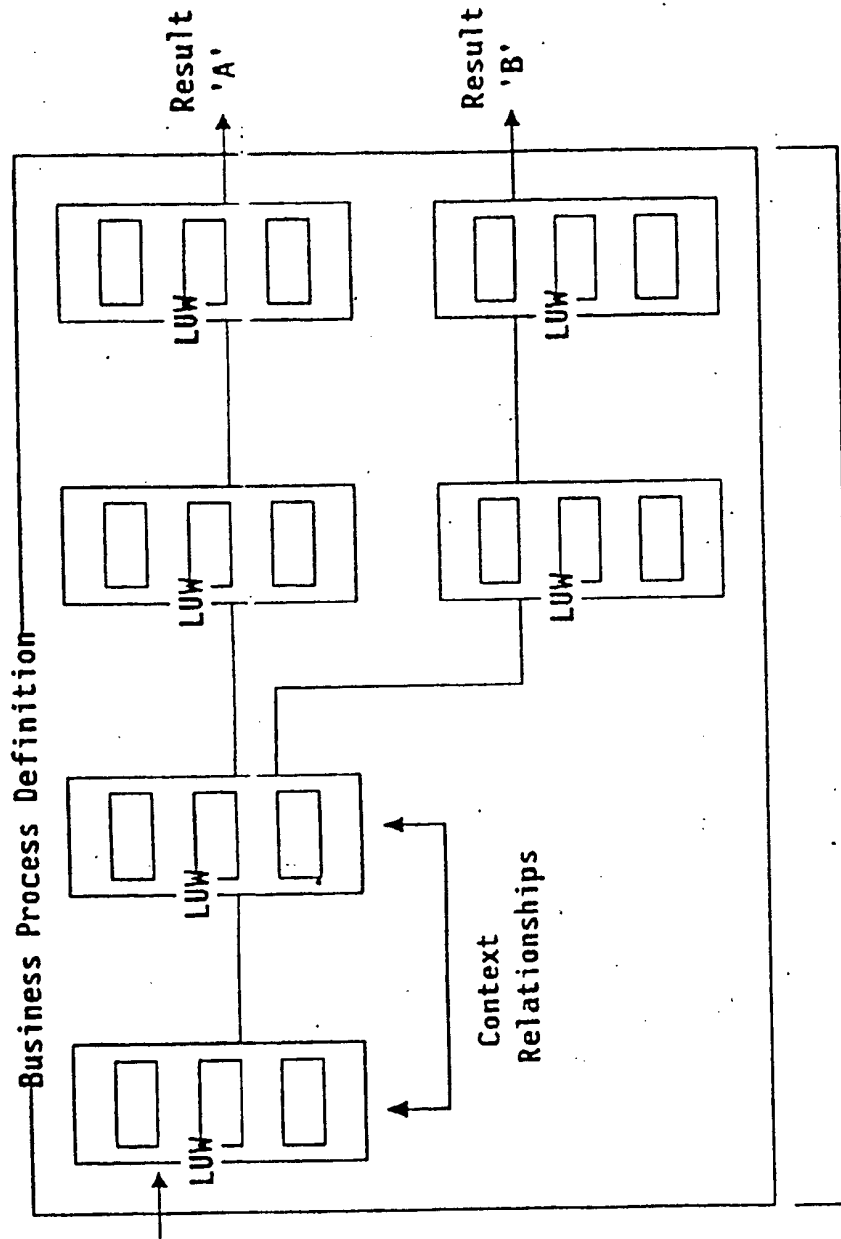 Business Process Definition
LUW
LUW
LUW
LUW
Result
'A'
Context
Relationships
LUW
LUW
Result
'B'